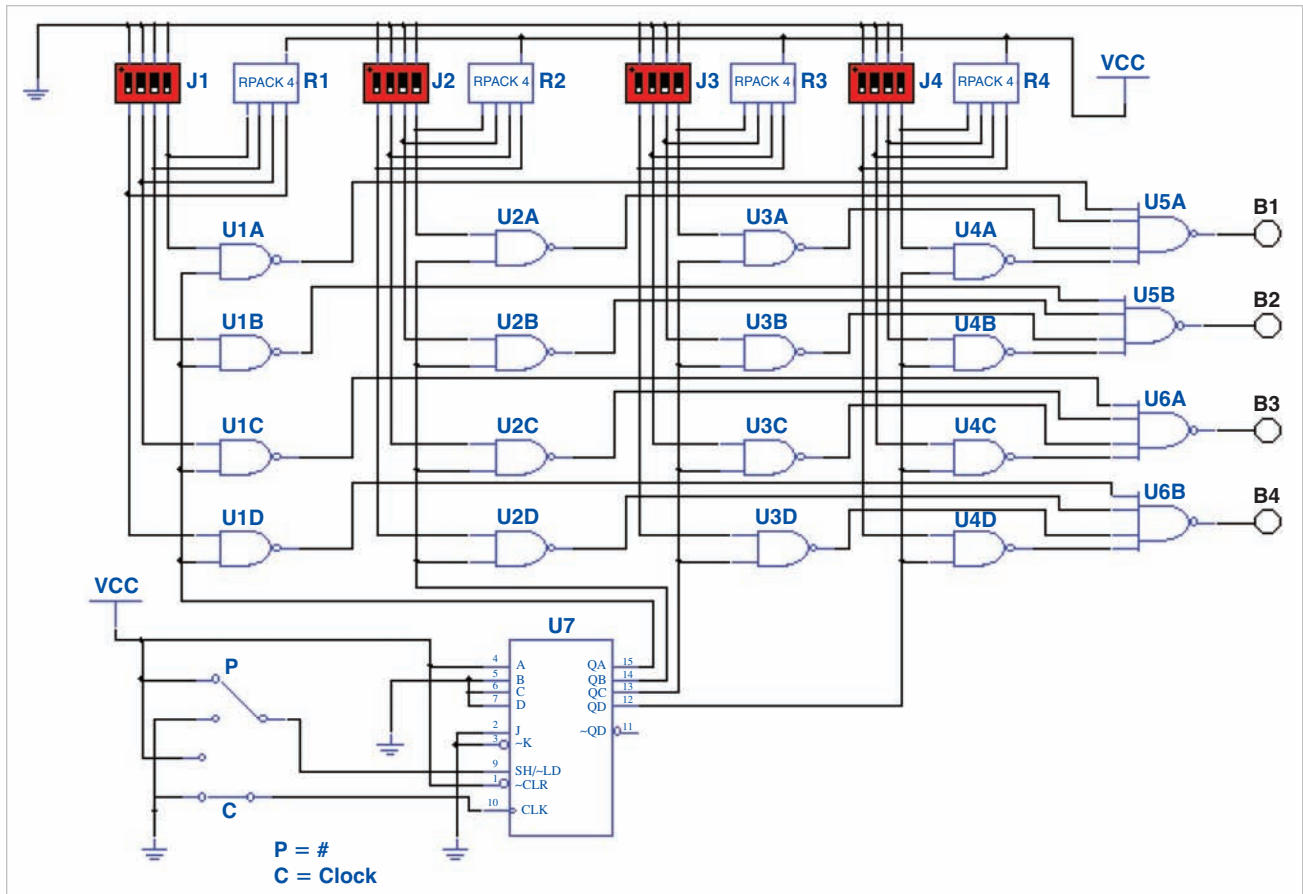 J1 RPACK 4 R1 J2 RPACK 4 R2 J3 RPACK 4 R3 J4 RPACK 4 R4 VCC
U1A U2A U3A U4A U5A B1
U1B U2B U3B U4B U5B B2
U1C U2C U3C U4C U6A B3
U1D U2D U3D U4D U6B B4
VCC
U7
P
4 A QA 15
5 B QB 14
6 C QC 13
7 D QD 12
2 J ~QD 11
3 ~K
9 SH/~LD
1 ~CLR
C 10 CLK
P = #
C = Clock